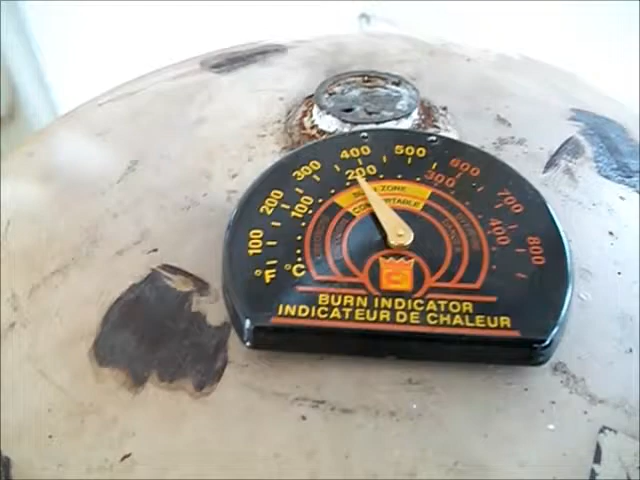 100 200 300 400 500 600 700 800
°F
100 200 300 400
°C
BURN ZONE
COMFORTABLE
BURN INDICATOR
INDICATEUR DE CHALEUR